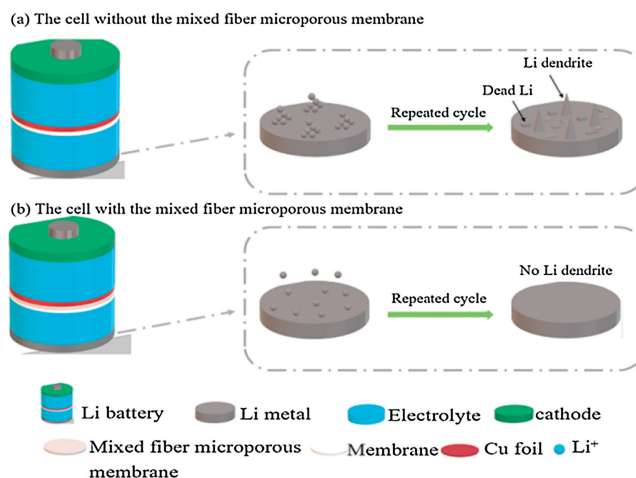 (a) The cell without the mixed fiber microporous membrane
Li dendrite
Dead Li
Repeated cycle
(b) The cell with the mixed fiber microporous membrane
No Li dendrite
Repeated cycle
Li battery Li metal Electrolyte cathode
Mixed fiber microporous membrane Membrane Cu foil Li⁺